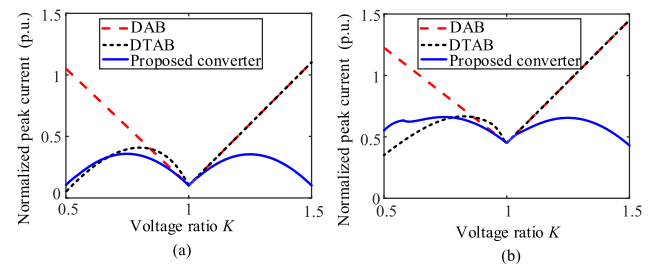 Normalized peak current (p.u.)
1.5
1
0.5
0
DAB
DTAB
Proposed converter
0.5
1
1.5
Voltage ratio K
(a)
Normalized peak current (p.u.)
1.5
1
0.5
0
DAB
DTAB
Proposed converter
0.5
1
1.5
Voltage ratio K
(b)